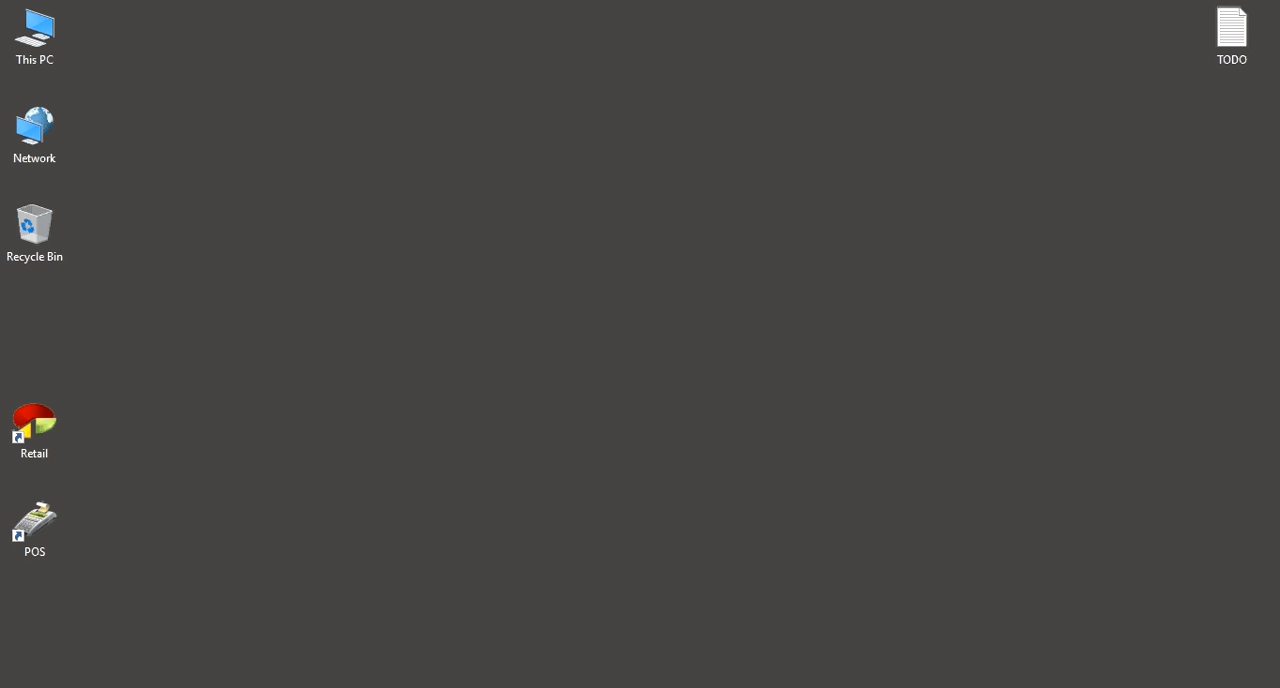 This PC
TODO
Network
Recycle Bin
Retail
POS